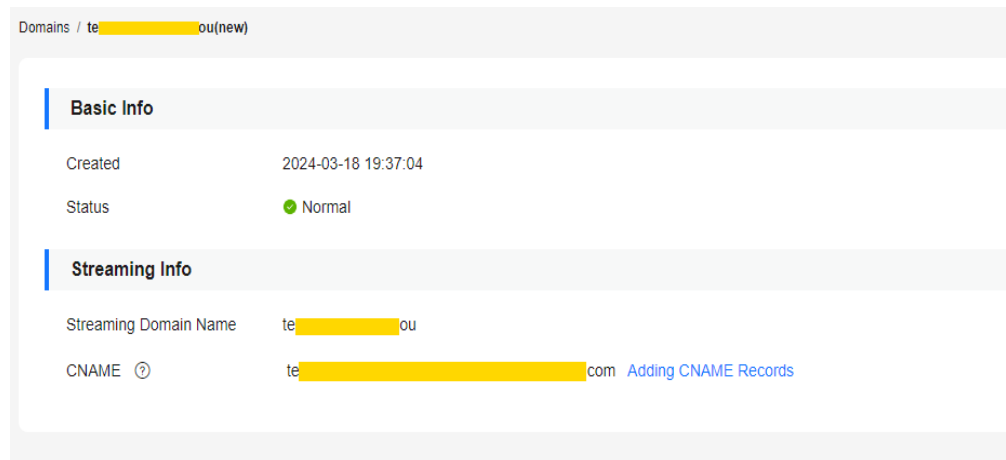 Domains / te ou(new)
Basic Info
Created 2024-03-18 19:37:04
Status Normal
Streaming Info
Streaming Domain Name te ou
CNAME ? te com Adding CNAME Records